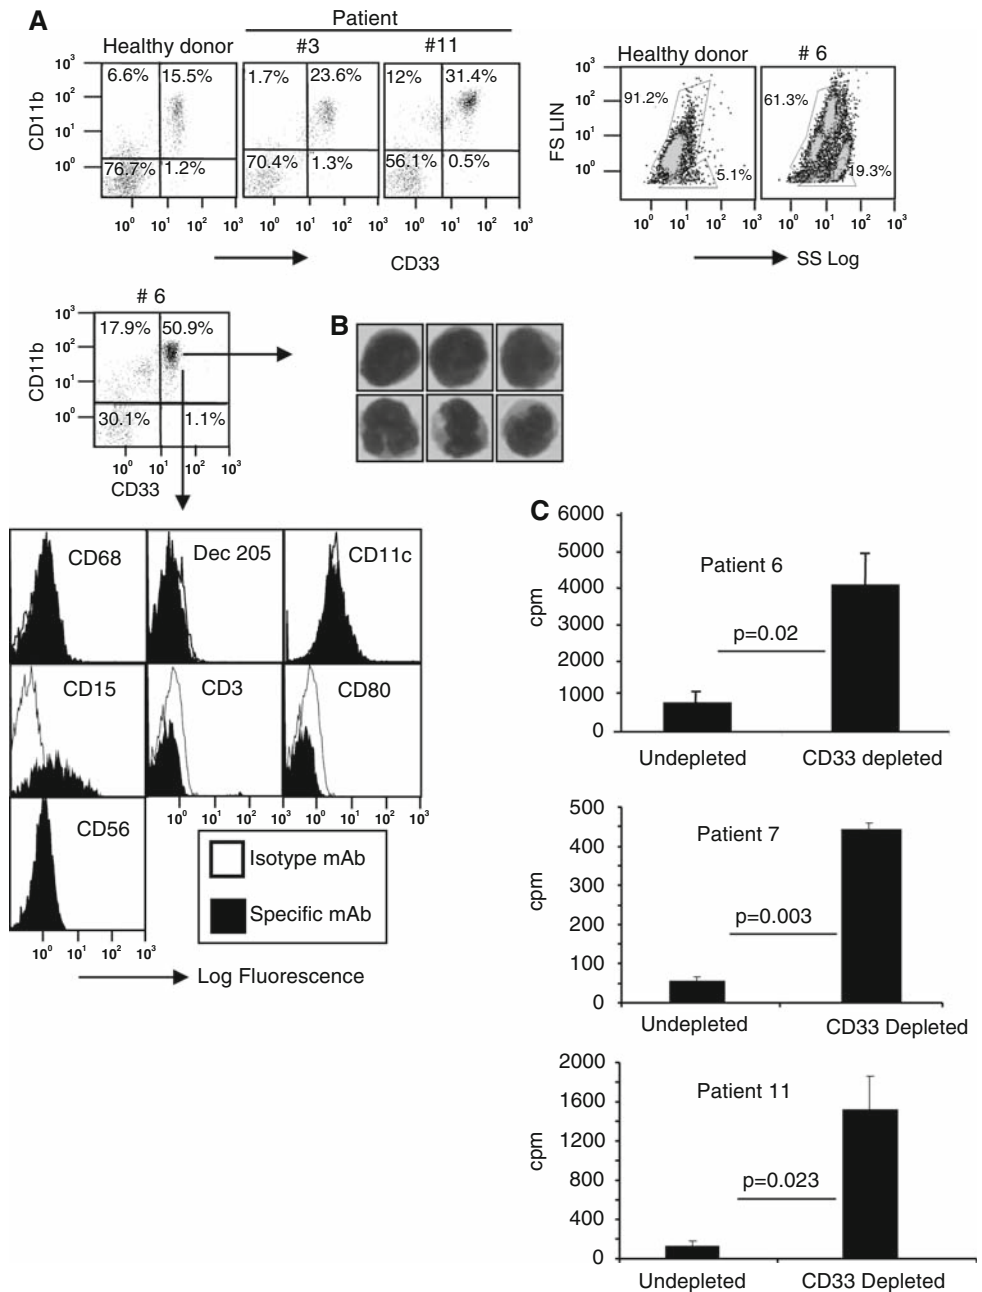 A
Patient
Healthy donor
#3
#11
CD11b
10³
10²
10¹
10⁰
6.6%
15.5%
76.7%
1.2%
1.7%
23.6%
70.4%
1.3%
12%
31.4%
56.1%
0.5%
10⁰ 10¹ 10² 10³
10⁰ 10¹ 10² 10³
10⁰ 10¹ 10² 10³
CD33
Healthy donor
# 6
FS LIN
10³
10²
10¹
10⁰
91.2%
5.1%
61.3%
19.3%
10⁰ 10¹ 10² 10³
10⁰ 10¹ 10² 10³
SS Log
# 6
CD11b
10³
10²
10¹
10⁰
17.9%
50.9%
30.1%
1.1%
10⁰ 10¹ 10² 10³
CD33
B
CD68
Dec 205
CD11c
CD15
CD3
CD80
10⁰ 10¹ 10² 10³
10⁰ 10¹ 10² 10³
CD56
10⁰ 10¹ 10² 10³
Isotype mAb
Specific mAb
Log Fluorescence
C
cpm
6000
5000
4000
3000
2000
1000
0
Patient 6
p=0.02
Undepleted
CD33 depleted
cpm
500
400
300
200
100
0
Patient 7
p=0.003
Undepleted
CD33 Depleted
cpm
2000
1600
1200
800
400
0
Patient 11
p=0.023
Undepleted
CD33 Depleted